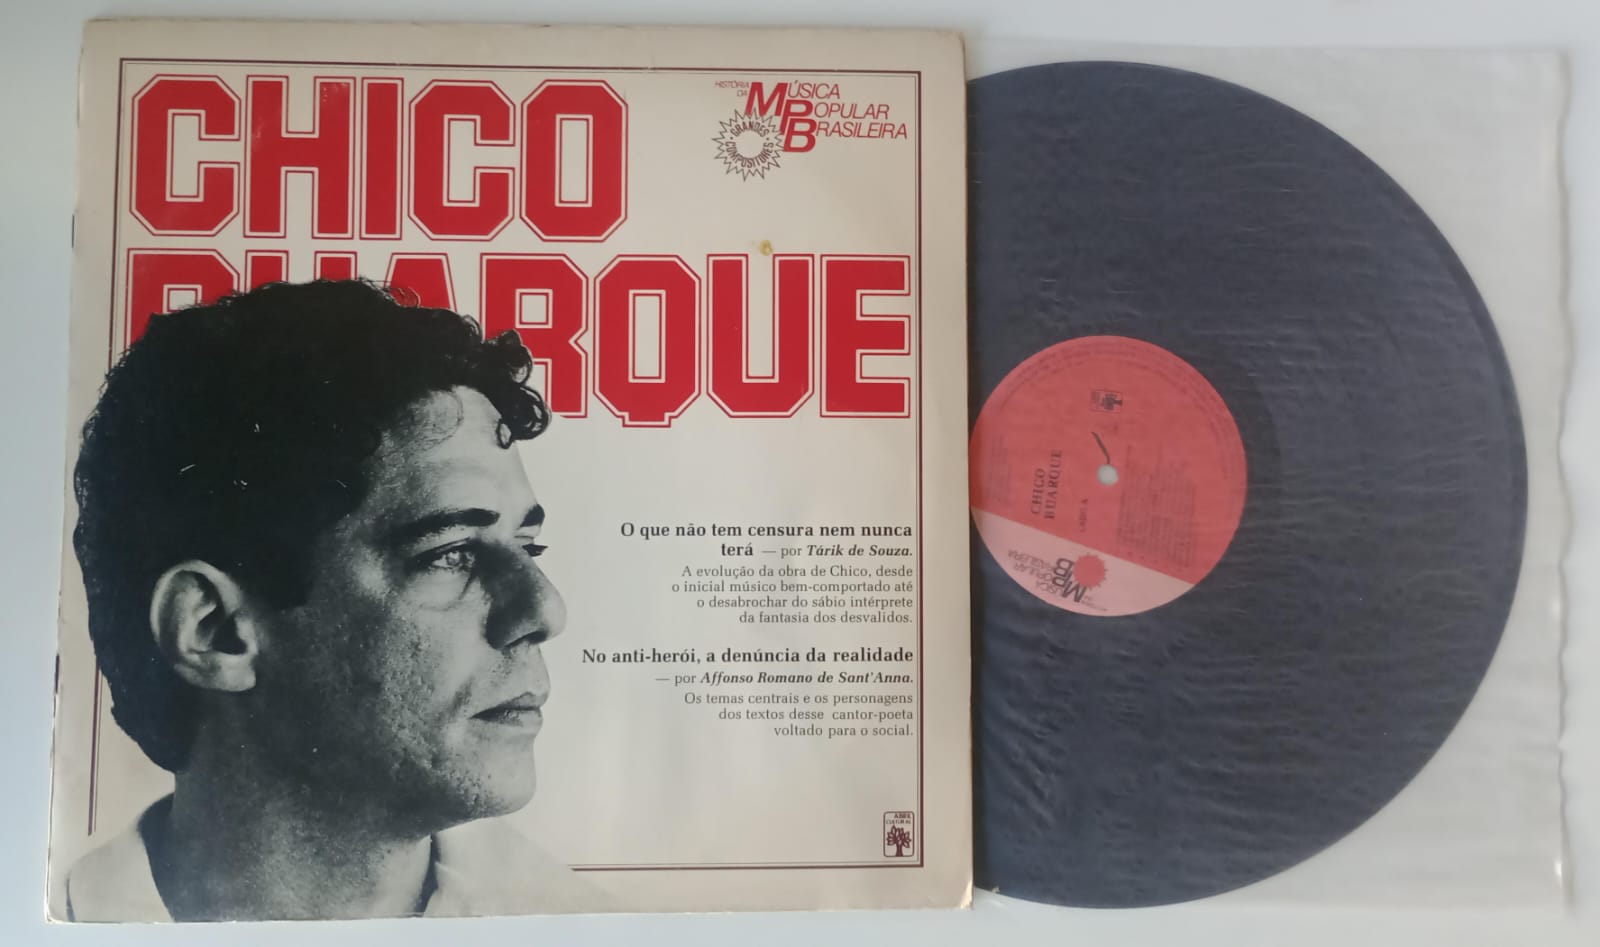 CHICO
BUARQUE
HISTÓRIA
DA
MÚSICA
POPULAR
BRASILEIRA
GRANDES
COMPOSITORES
O que não tem censura nem nunca
terá — por Tárik de Souza.
A evolução da obra de Chico, desde
o inicial músico bem-comportado até
o desabrochar do sábio intérprete
da fantasia dos desvalidos.
No anti-herói, a denúncia da realidade
— por Affonso Romano de Sant'Anna.
Os temas centrais e os personagens
dos textos desse cantor-poeta
voltado para o social.
ABRIL
CULTURAL
CHICO
BUARQUE
LADO A
MÚSICA
POPULAR
BRASILEIRA